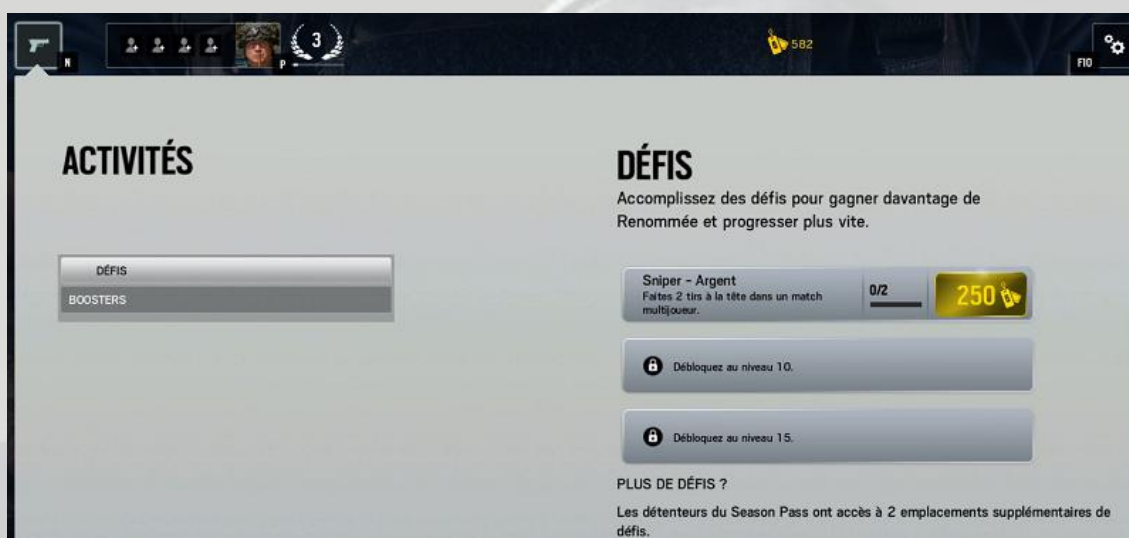 N
P
3
582
F10
ACTIVITÉS
DÉFIS
BOOSTERS
DÉFIS
Accomplissez des défis pour gagner davantage de
Renommée et progresser plus vite.
Sniper - Argent
Faites 2 tirs à la tête dans un match
multijoueur.
0/2
250
Débloquez au niveau 10.
Débloquez au niveau 15.
PLUS DE DÉFIS ?
Les détenteurs du Season Pass ont accès à 2 emplacements supplémentaires de
défis.